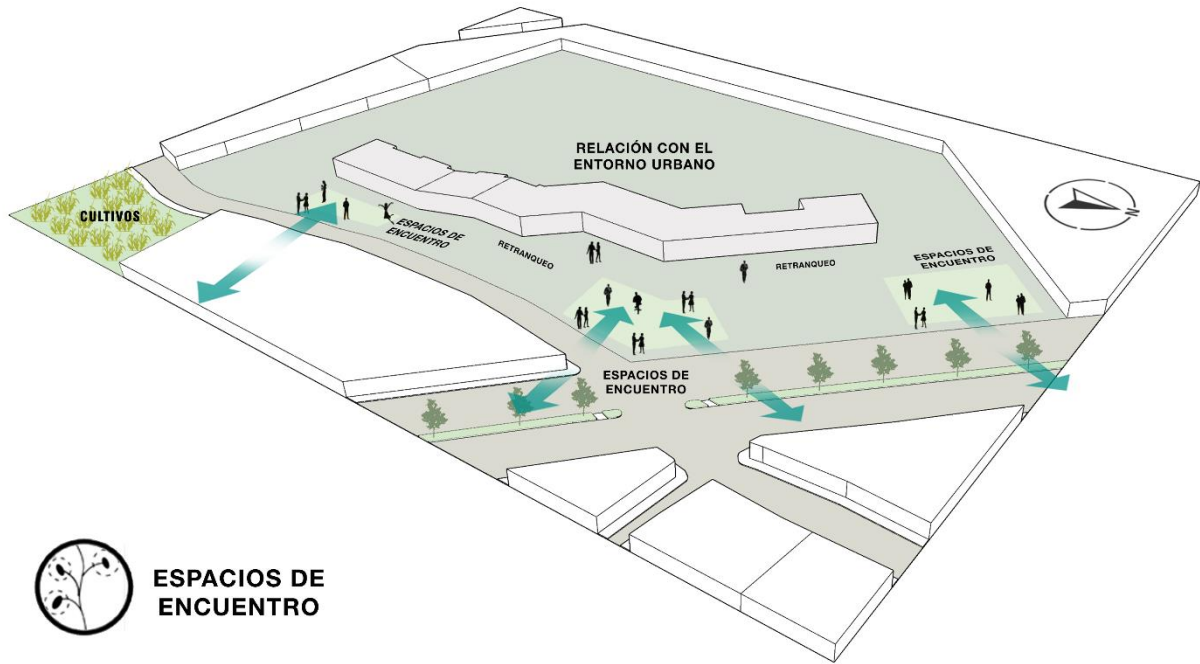 RELACIÓN CON EL
ENTORNO URBANO
CULTIVOS
ESPACIOS DE
ENCUENTRO
RETRANQUEO
RETRANQUEO
ESPACIOS DE
ENCUENTRO
N
ESPACIOS DE
ENCUENTRO
ESPACIOS DE
ENCUENTRO